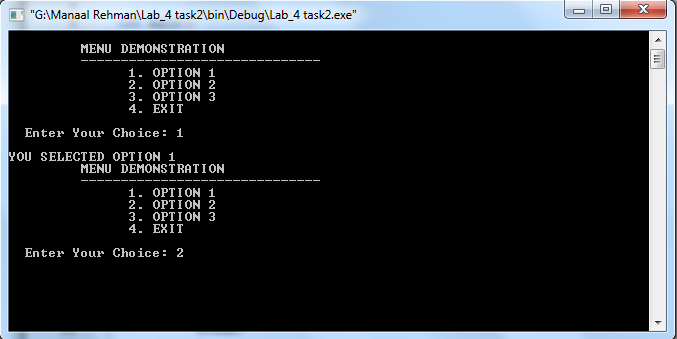 "G:\Manaal Rehman\Lab_4 task2\bin\Debug\Lab_4 task2.exe"
MENU DEMONSTRATION
------------------------------
1. OPTION 1
2. OPTION 2
3. OPTION 3
4. EXIT
Enter Your Choice: 1
YOU SELECTED OPTION 1
MENU DEMONSTRATION
------------------------------
1. OPTION 1
2. OPTION 2
3. OPTION 3
4. EXIT
Enter Your Choice: 2